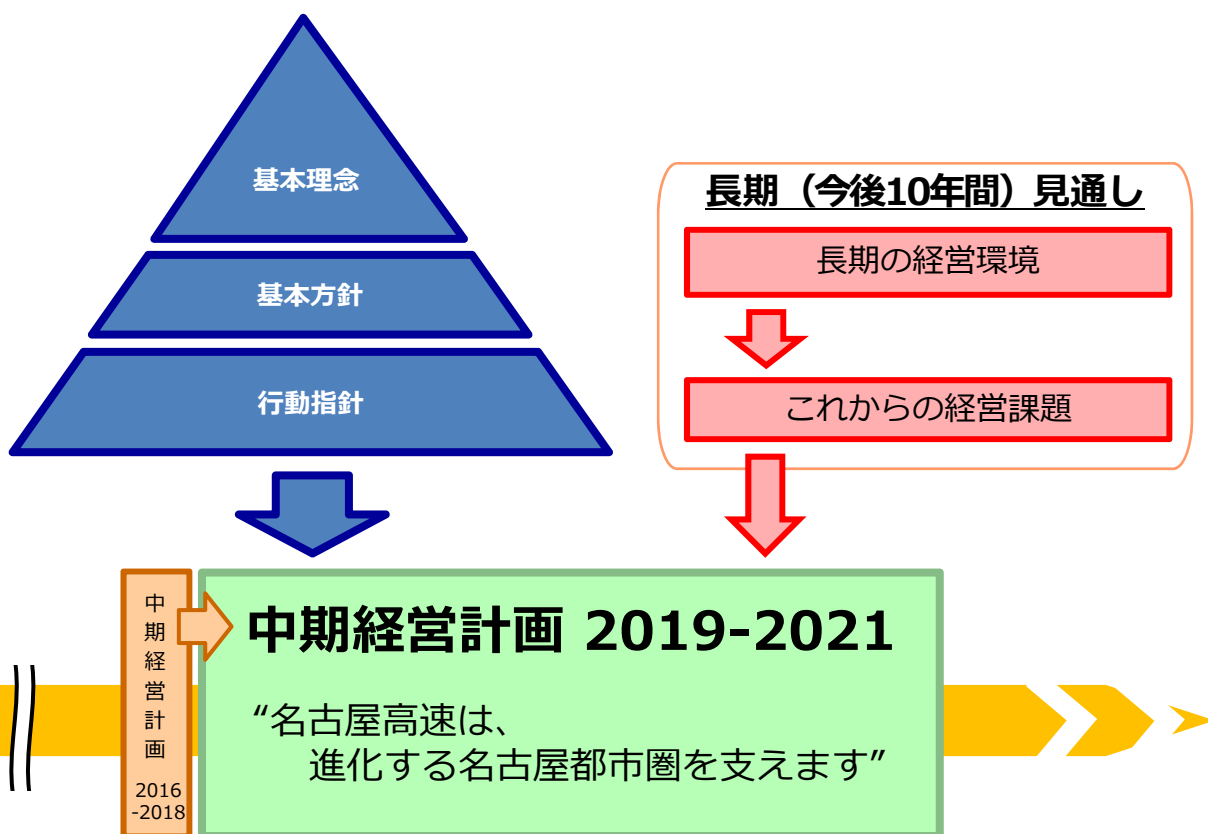 基本理念
基本方針
行動指針
長期（今後10年間）見通し
長期の経営環境
これからの経営課題
中期経営計画
2016
-2018
中期経営計画 2019-2021
“名古屋高速は、
進化する名古屋都市圏を支えます”